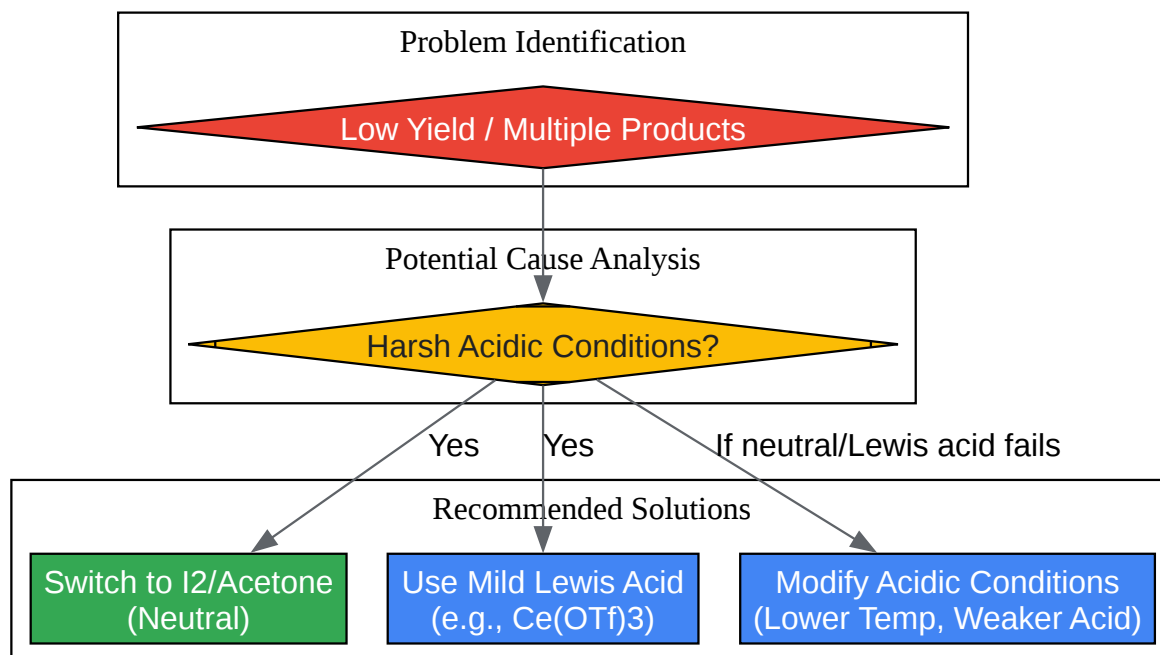 Problem Identification
Low Yield / Multiple Products
Potential Cause Analysis
Harsh Acidic Conditions?
Yes
Yes
If neutral/Lewis acid fails
Recommended Solutions
Switch to I2/Acetone
(Neutral)
Use Mild Lewis Acid
(e.g., Ce(OTf)3)
Modify Acidic Conditions
(Lower Temp, Weaker Acid)